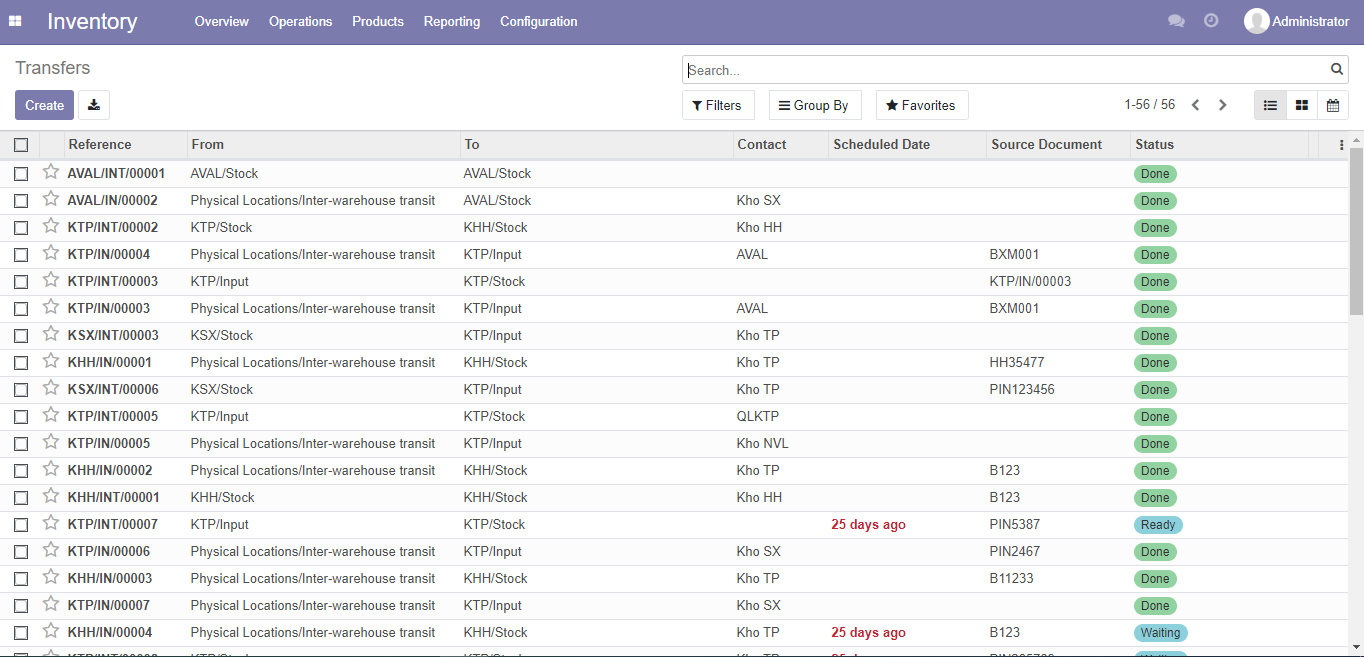 Inventory Overview Operations Products Reporting Configuration Administrator
Transfers
Search...
Create Filters Group By Favorites 1-56 / 56
Reference From To Contact Scheduled Date Source Document Status
AVAL/INT/00001 AVAL/Stock AVAL/Stock Done
AVAL/IN/00002 Physical Locations/Inter-warehouse transit AVAL/Stock Kho SX Done
KTP/INT/00002 KTP/Stock KHH/Stock Kho HH Done
KTP/IN/00004 Physical Locations/Inter-warehouse transit KTP/Input AVAL BXM001 Done
KTP/INT/00003 KTP/Input KTP/Stock KTP/IN/00003 Done
KTP/IN/00003 Physical Locations/Inter-warehouse transit KTP/Input AVAL BXM001 Done
KSX/INT/00003 KSX/Stock KTP/Input Kho TP Done
KHH/IN/00001 Physical Locations/Inter-warehouse transit KHH/Stock Kho TP HH35477 Done
KSX/INT/00006 KSX/Stock KTP/Input Kho TP PIN123456 Done
KTP/INT/00005 KTP/Input KTP/Stock QLKTP Done
KTP/IN/00005 Physical Locations/Inter-warehouse transit KTP/Input Kho NVL Done
KHH/IN/00002 Physical Locations/Inter-warehouse transit KHH/Stock Kho TP B123 Done
KHH/INT/00001 KHH/Stock KHH/Stock Kho HH B123 Done
KTP/INT/00007 KTP/Input KTP/Stock 25 days ago PIN5387 Ready
KTP/IN/00006 Physical Locations/Inter-warehouse transit KTP/Input Kho SX PIN2467 Done
KHH/IN/00003 Physical Locations/Inter-warehouse transit KHH/Stock Kho TP B11233 Done
KTP/IN/00007 Physical Locations/Inter-warehouse transit KTP/Input Kho SX Done
KHH/IN/00004 Physical Locations/Inter-warehouse transit KHH/Stock Kho TP 25 days ago B123 Waiting